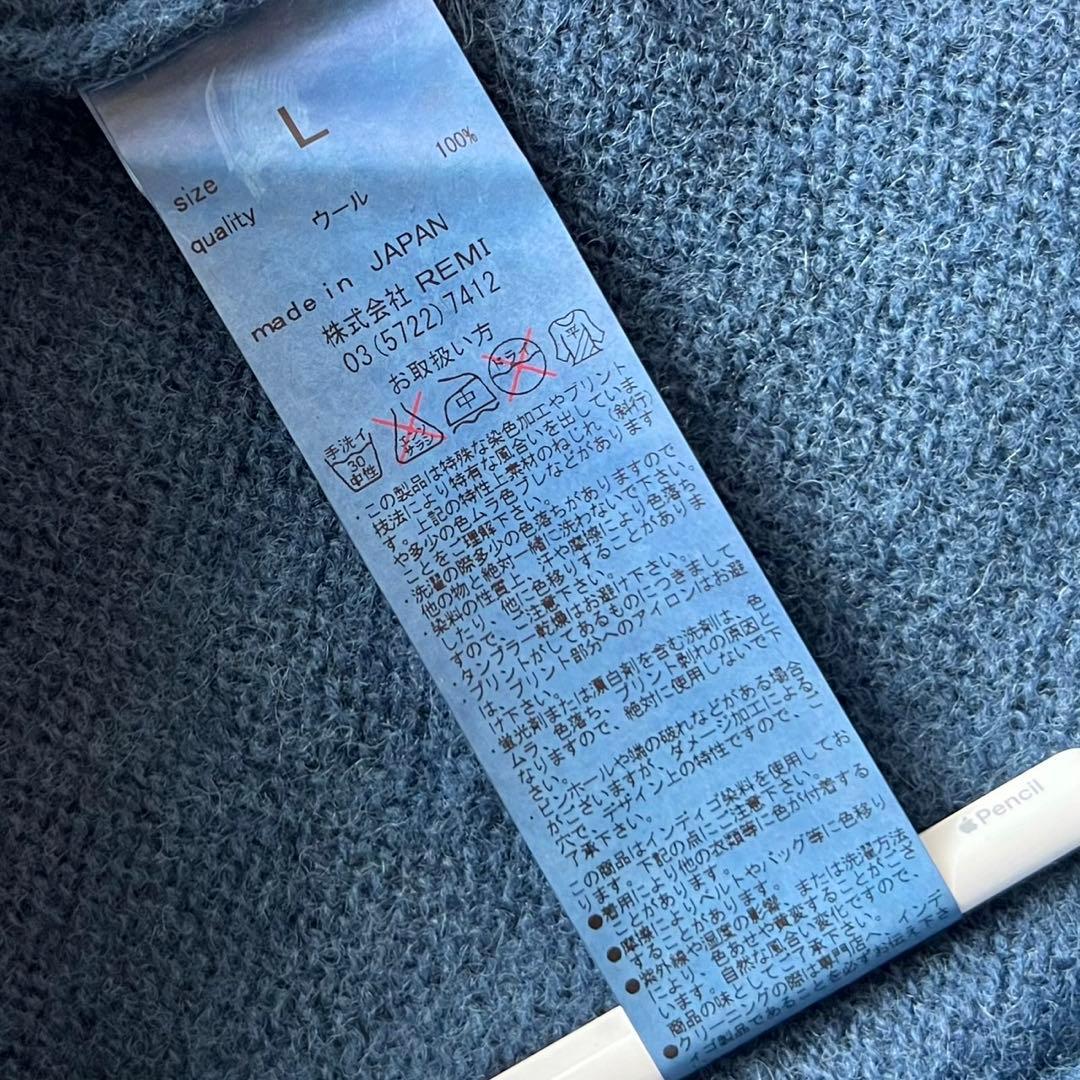 size L
quality ウール 100%
made in JAPAN
株式会社 REMI
03(5722)7412
お取扱い方
手洗イ
30
中性
エンソ
サラシ
中
ドライ
平
・この製品は特殊な染色加工やプリント
技法により特有な風合いを出していま
す。上記の特性上素材のねじれ、(斜行)
や多少の色ムラ色ブレなどがあります
ことをご理解下さい。
・洗濯の際多少の色落ちがありますので
他の物と絶対一緒に洗わないで下さい。
・染料の性質上、汗や摩擦により色落ち
したり、他に色移りすることがありま
すので、ご注意下さい。
タンブラー乾燥はお避け下さい。
・プリントがしてあるものにつきまして
は、プリント部分へのアイロンはお避
け下さい。
・蛍光剤または漂白剤を含む洗剤は、色
ムラ、色落ち、プリント剥れの原因と
なりますので、絶対に使用しないで下
さい。
・ピンホールや端の破れなどがある場合
がございますが、ダメージ加工による
穴で、デザイン上の特性ですので、ご
了承下さい。
この商品はインディゴ染料を使用してお
ります。下記の点にご注意下さい。
●着用により他の衣類等に色が付着する
ことがあります。
●摩擦によりベルトやバッグ等に色移り
することがあります。
●紫外線や湿度の影響、または洗濯方法
により、色あせや黄変することがござ
います。自然な風合い変化ですので、
商品の味としてご了承下さい。
●クリーニングの際は専門店へ、インデ
ィゴ製品であることを必ずお伝え下さ
Pencil